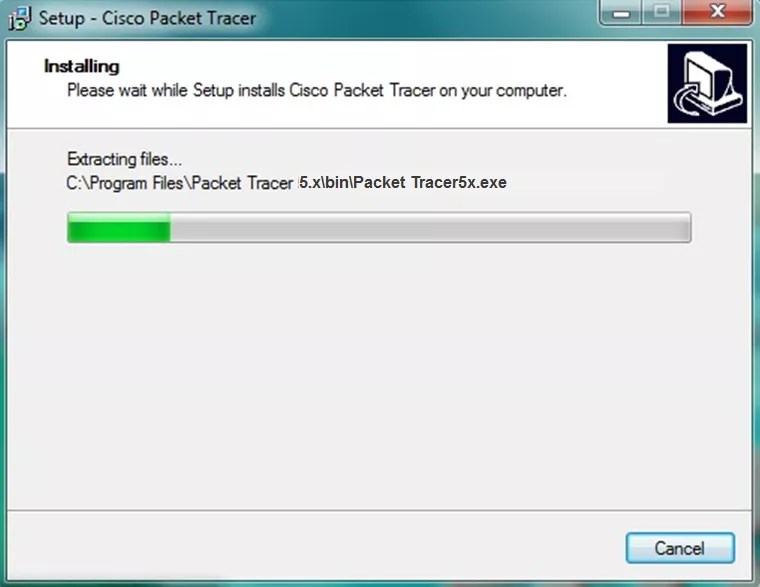 Setup - Cisco Packet Tracer
Installing
Please wait while Setup installs Cisco Packet Tracer on your computer.
Extracting files...
C:\Program Files\Packet Tracer 5.x\bin\Packet Tracer5x.exe
Cancel